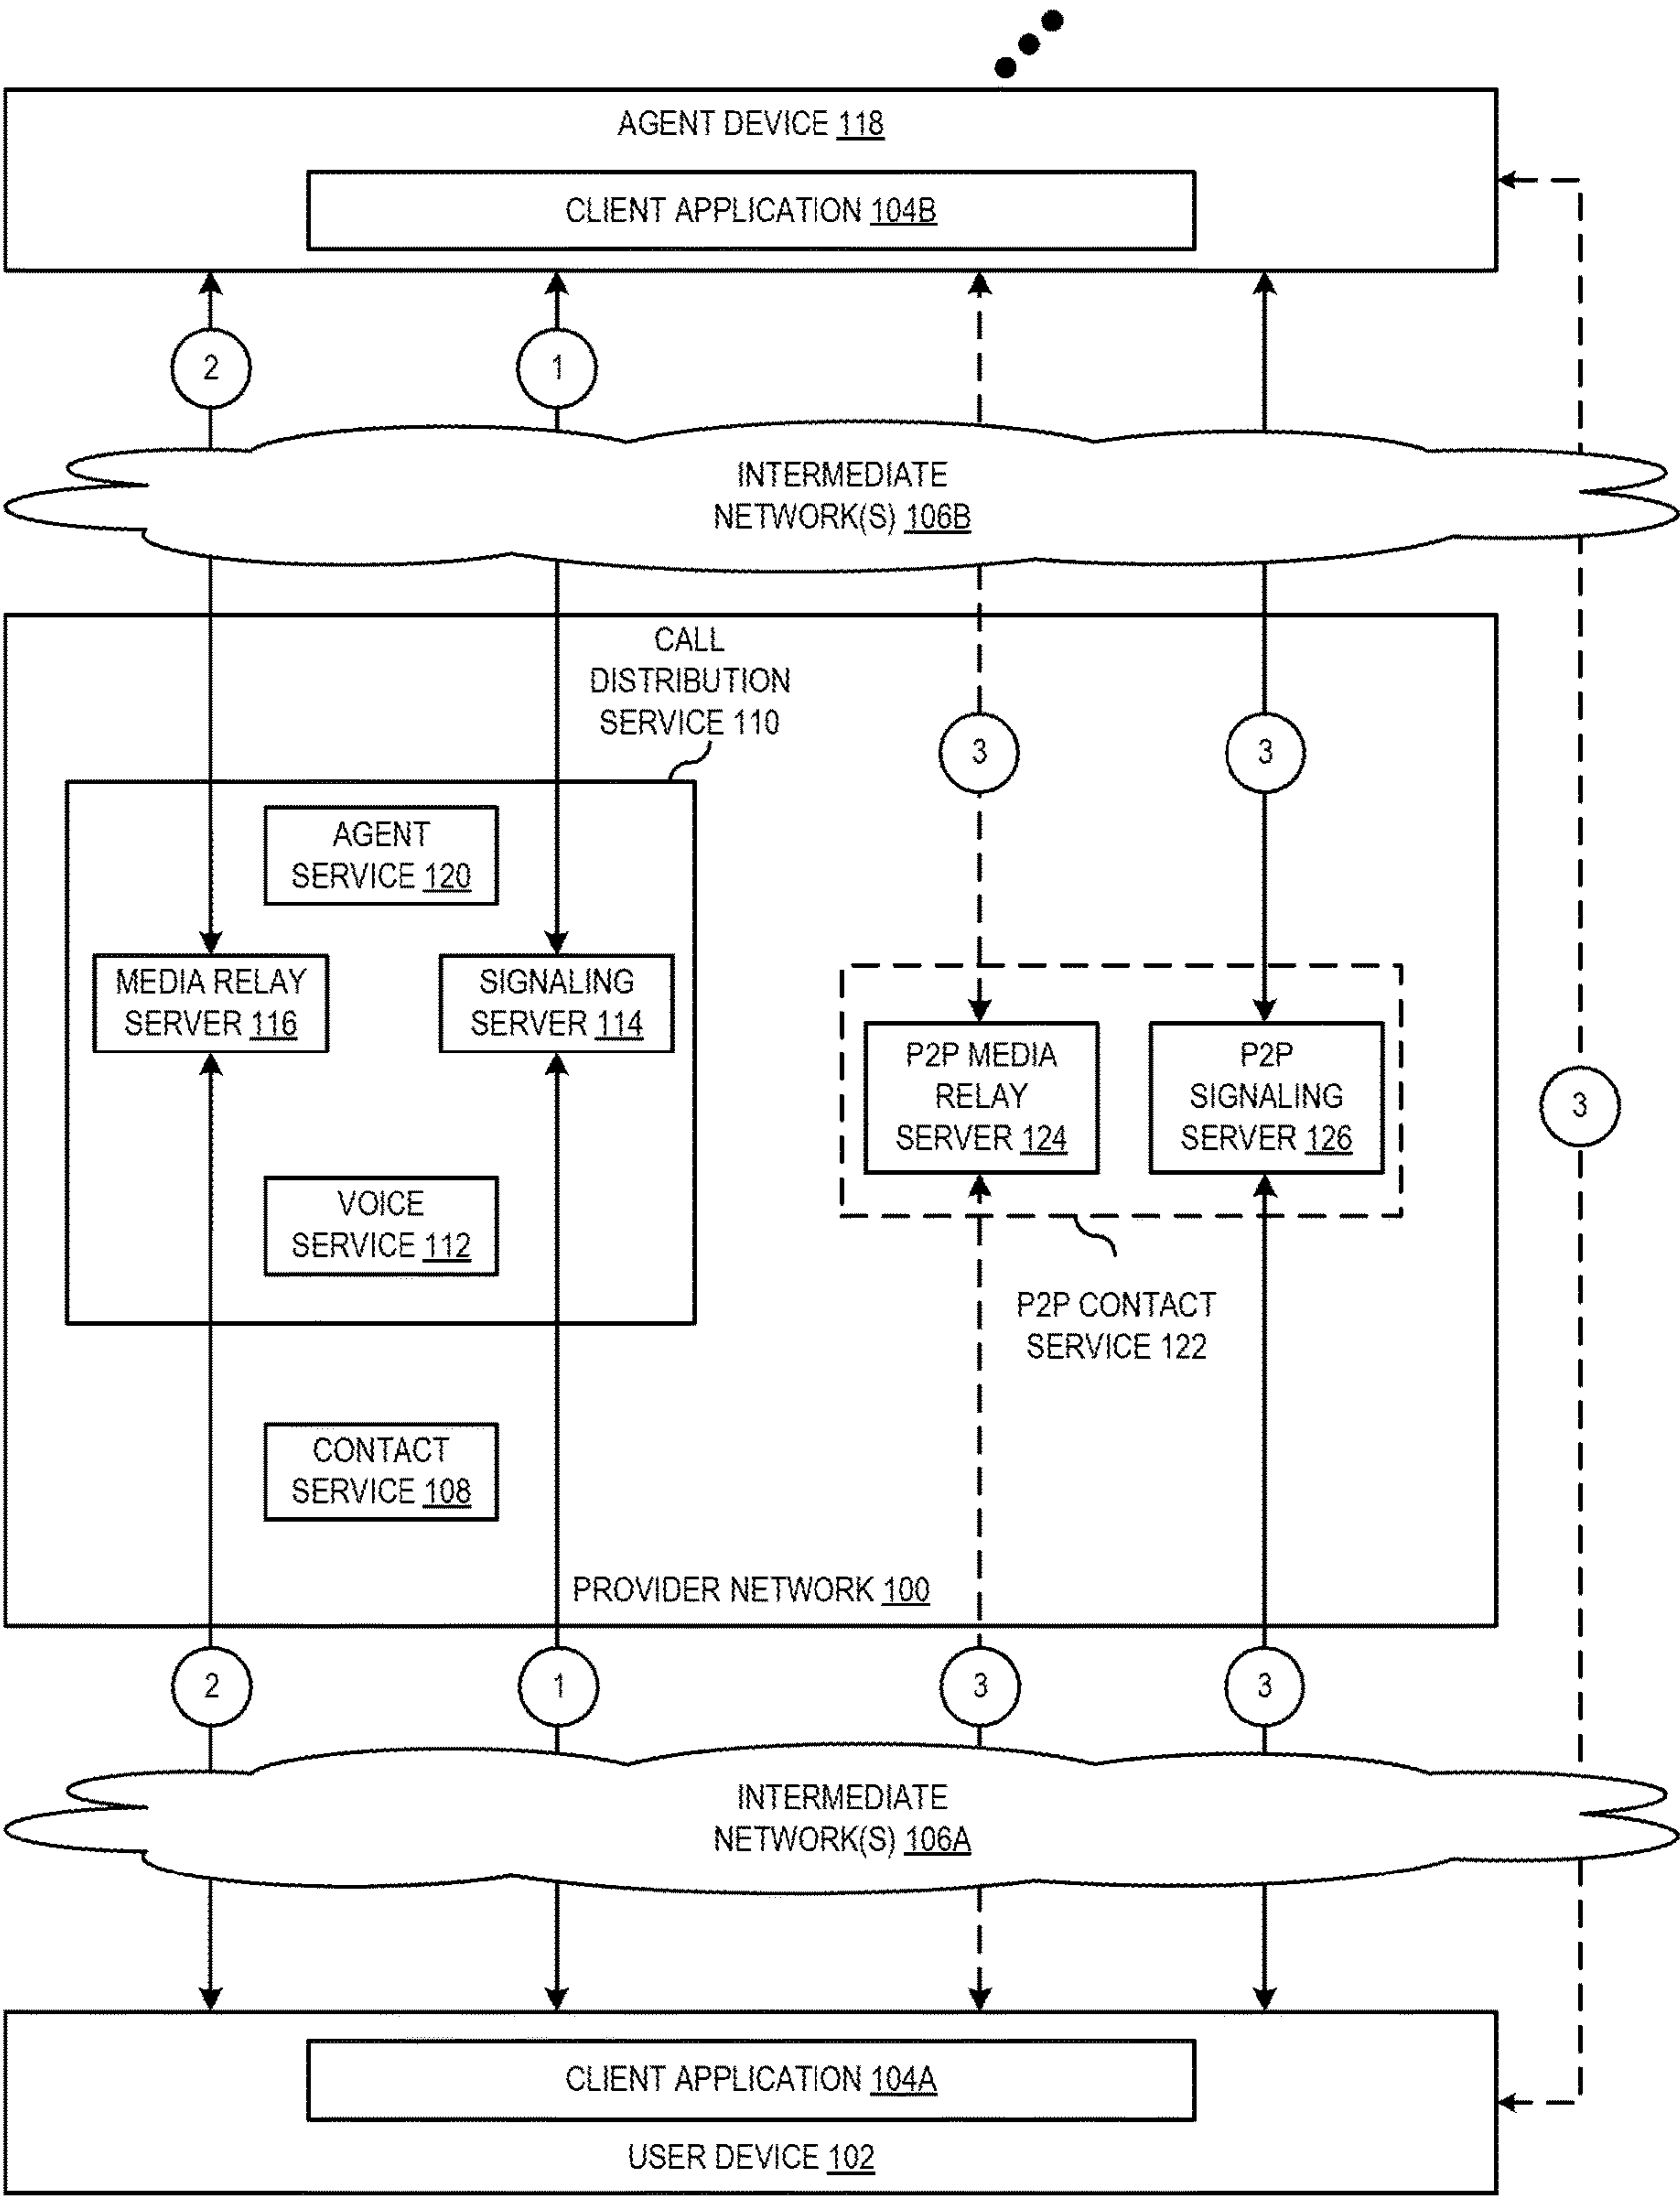 AGENT DEVICE 118
CLIENT APPLICATION 104B
2
1
INTERMEDIATE
NETWORK(S) 106B
CALL
DISTRIBUTION
SERVICE 110
3
3
AGENT
SERVICE 120
MEDIA RELAY
SERVER 116
SIGNALING
SERVER 114
P2P MEDIA
RELAY
SERVER 124
P2P
SIGNALING
SERVER 126
3
VOICE
SERVICE 112
P2P CONTACT
SERVICE 122
CONTACT
SERVICE 108
PROVIDER NETWORK 100
2
1
3
3
INTERMEDIATE
NETWORK(S) 106A
CLIENT APPLICATION 104A
USER DEVICE 102